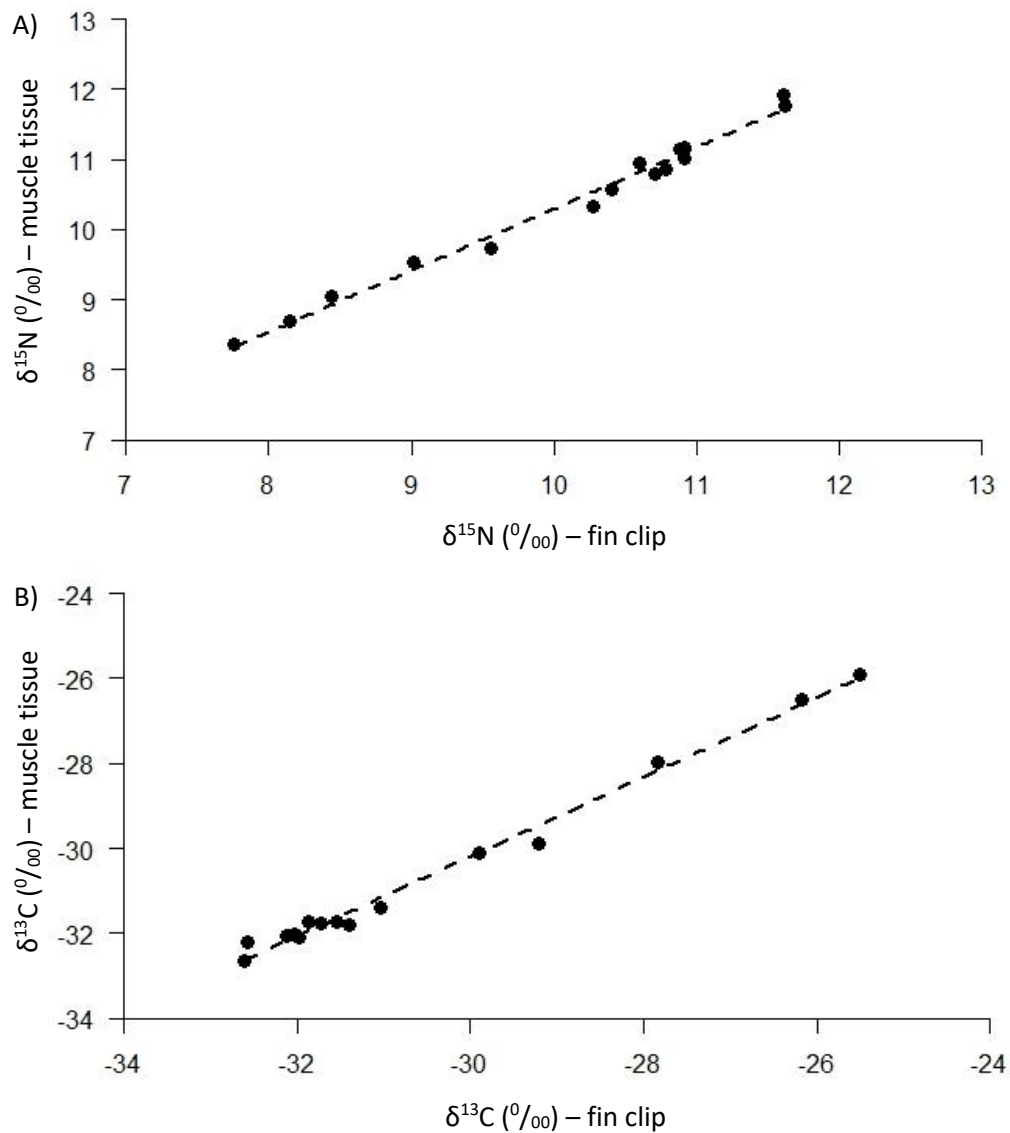 A)
13
12
11
10
9
8
7
δ¹⁵N (⁰/₀₀) – muscle tissue
7 8 9 10 11 12 13
δ¹⁵N (⁰/₀₀) – fin clip
B)
-24
-26
-28
-30
-32
-34
δ¹³C (⁰/₀₀) – muscle tissue
-34 -32 -30 -28 -26 -24
δ¹³C (⁰/₀₀) – fin clip